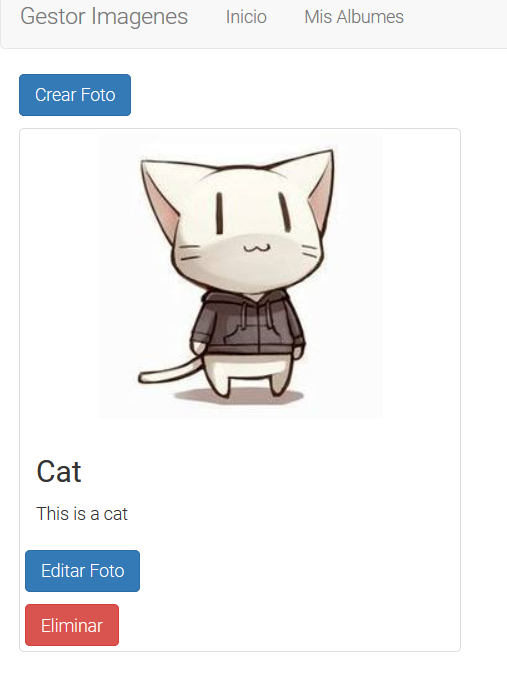 Gestor Imagenes Inicio Mis Albumes
Crear Foto
Cat
This is a cat
Editar Foto
Eliminar